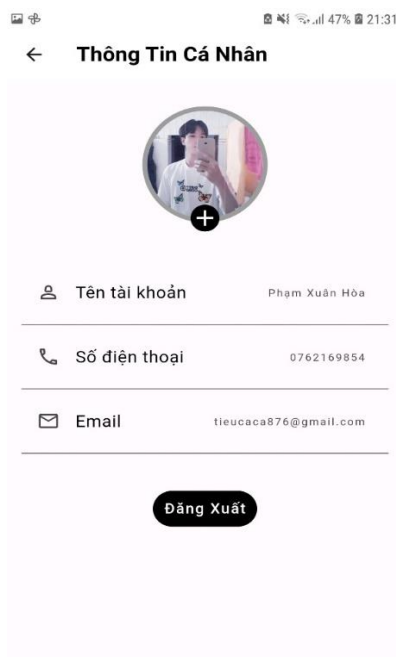 47% 21:31
Thông Tin Cá Nhân
Tên tài khoản Phạm Xuân Hòa
Số điện thoại 0762169854
Email tieucaca876@gmail.com
Đăng Xuất